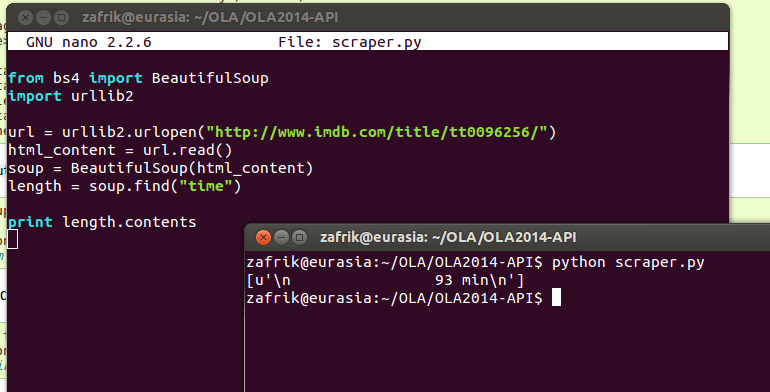 zafrik@eurasia: ~/OLA/OLA2014-API
GNU nano 2.2.6 File: scraper.py
from bs4 import BeautifulSoup
import urllib2
url = urllib2.urlopen("http://www.imdb.com/title/tt0096256/")
html_content = url.read()
soup = BeautifulSoup(html_content)
length = soup.find("time")
print length.contents
zafrik@eurasia: ~/OLA/OLA2014-API
zafrik@eurasia:~/OLA/OLA2014-API$ python scraper.py
[u'\n                93 min\n']
zafrik@eurasia:~/OLA/OLA2014-API$